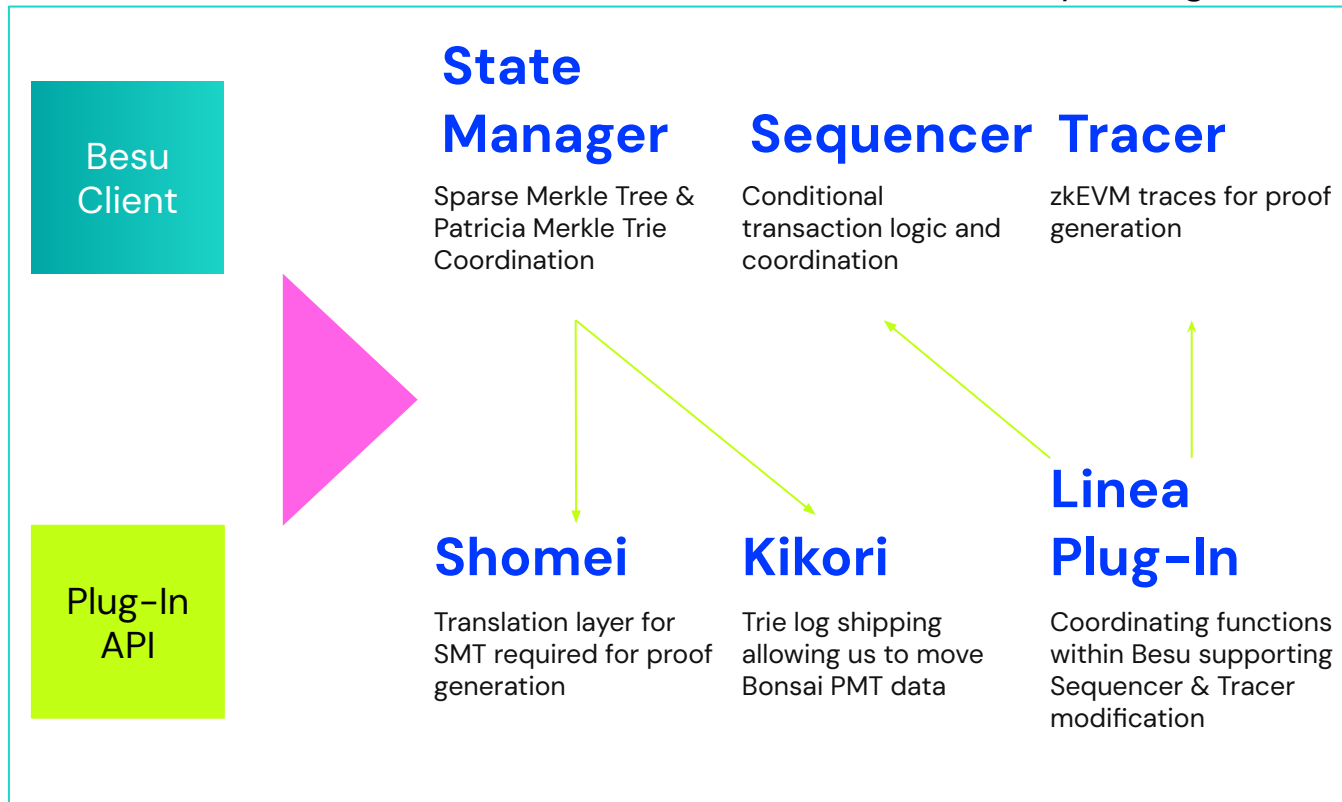 Besu
Client
State
Manager
Sparse Merkle Tree &
Patricia Merkle Trie
Coordination
Sequencer
Conditional
transaction logic and
coordination
Tracer
zkEVM traces for proof
generation
Plug-In
API
Shomei
Translation layer for
SMT required for proof
generation
Kikori
Trie log shipping
allowing us to move
Bonsai PMT data
Linea
Plug-In
Coordinating functions
within Besu supporting
Sequencer & Tracer
modification